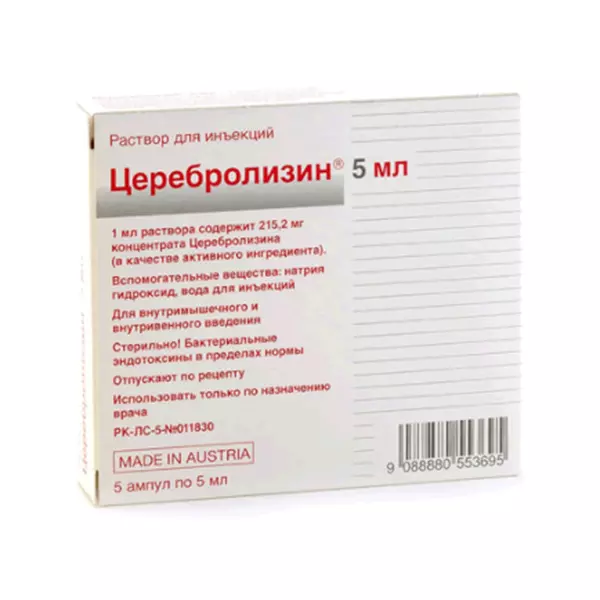 Раствор для инъекций
Церебролизин® 5 мл
1 мл раствора содержит 215,2 мг
концентрата Церебролизина
(в качестве активного ингредиента).
Вспомогательные вещества: натрия
гидроксид, вода для инъекций
Для внутримышечного и
внутривенного введения
Стерильно! Бактериальные
эндотоксины в пределах нормы
Отпускают по рецепту
Использовать только по назначению
врача
РК-ЛС-5-№011830
MADE IN AUSTRIA
5 ампул по 5 мл
9 088880 553695
Церебролизин